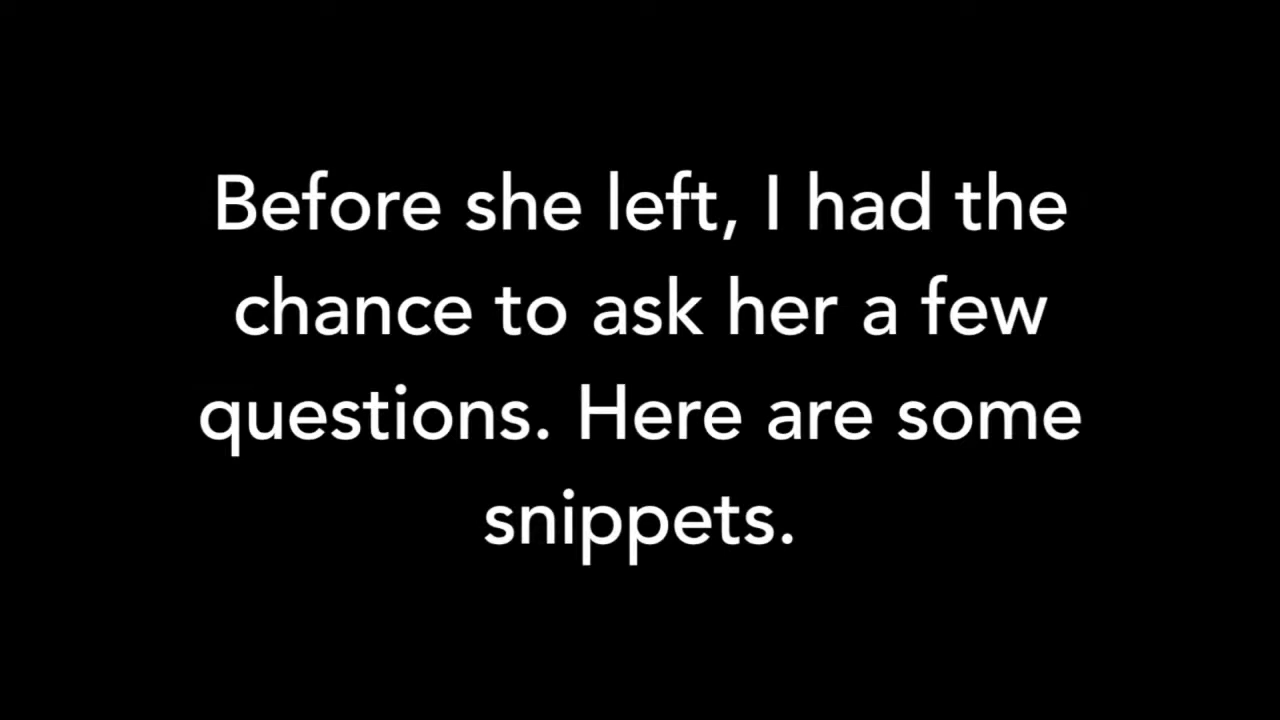 Before she left, I had the
chance to ask her a few
questions. Here are some
snippets.